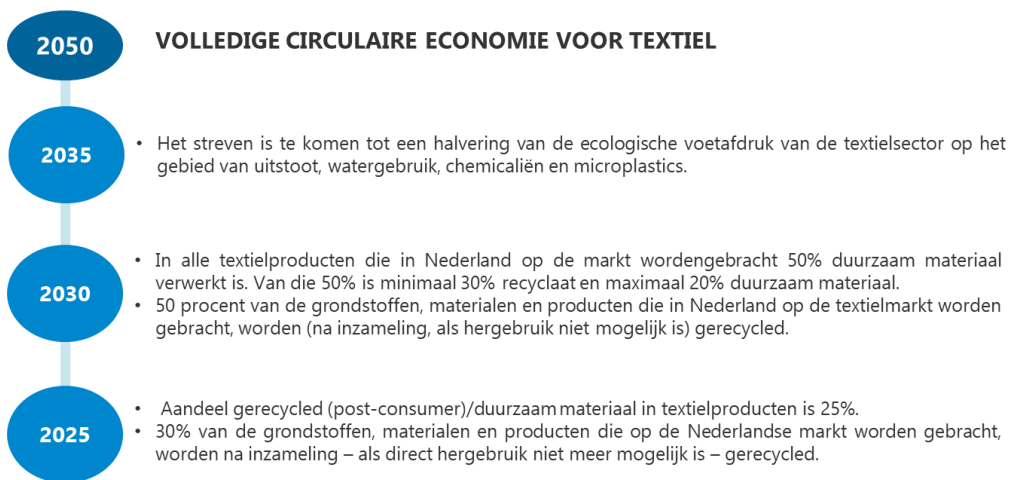 2050
VOLLEDIGE CIRCULAIRE ECONOMIE VOOR TEXTIEL
2035
• Het streven is te komen tot een halvering van de ecologische voetafdruk van de textielsector op het
gebied van uitstoot, watergebruik, chemicaliën en microplastics.
2030
• In alle textielproducten die in Nederland op de markt wordengebracht 50% duurzaam materiaal
verwerkt is. Van die 50% is minimaal 30% recyclaat en maximaal 20% duurzaam materiaal.
• 50 procent van de grondstoffen, materialen en producten die in Nederland op de textielmarkt worden
gebracht, worden (na inzameling, als hergebruik niet mogelijk is) gerecycled.
2025
• Aandeel gerecycled (post-consumer)/duurzaam materiaal in textielproducten is 25%.
• 30% van de grondstoffen, materialen en producten die op de Nederlandse markt worden gebracht,
worden na inzameling – als direct hergebruik niet meer mogelijk is – gerecycled.